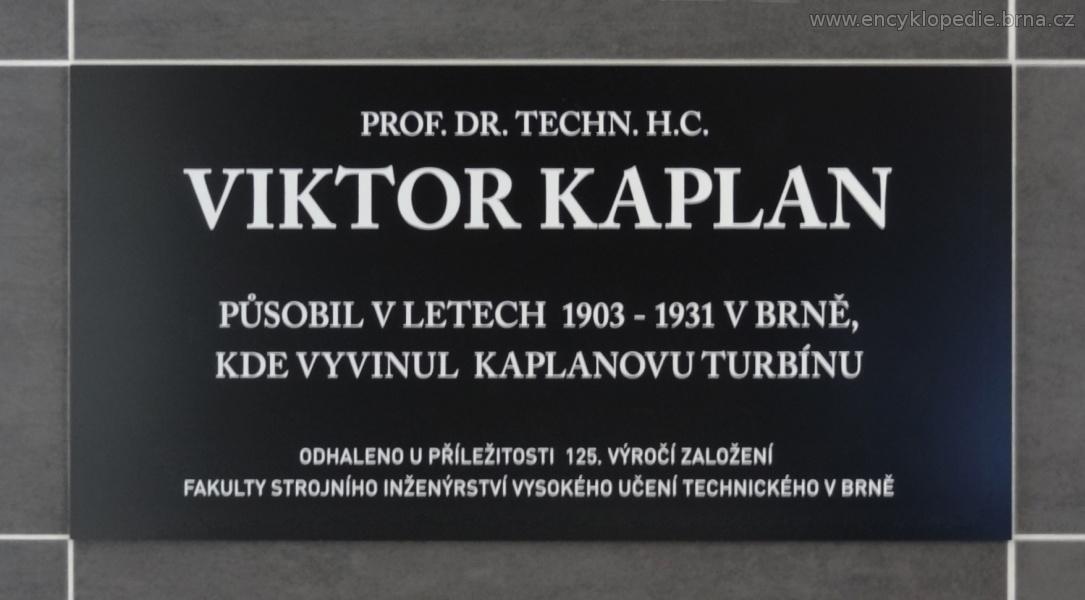 www.encyklopedie.brna.cz
PROF. DR. TECHN. H.C.
VIKTOR KAPLAN
PŮSOBIL V LETECH 1903 - 1931 V BRNĚ,
KDE VYVINUL KAPLANOVU TURBÍNU
ODHALENO U PŘÍLEŽITOSTI 125. VÝROČÍ ZALOŽENÍ
FAKULTY STROJNÍHO INŽENÝRSTVÍ VYSOKÉHO UČENÍ TECHNICKÉHO V BRNĚ